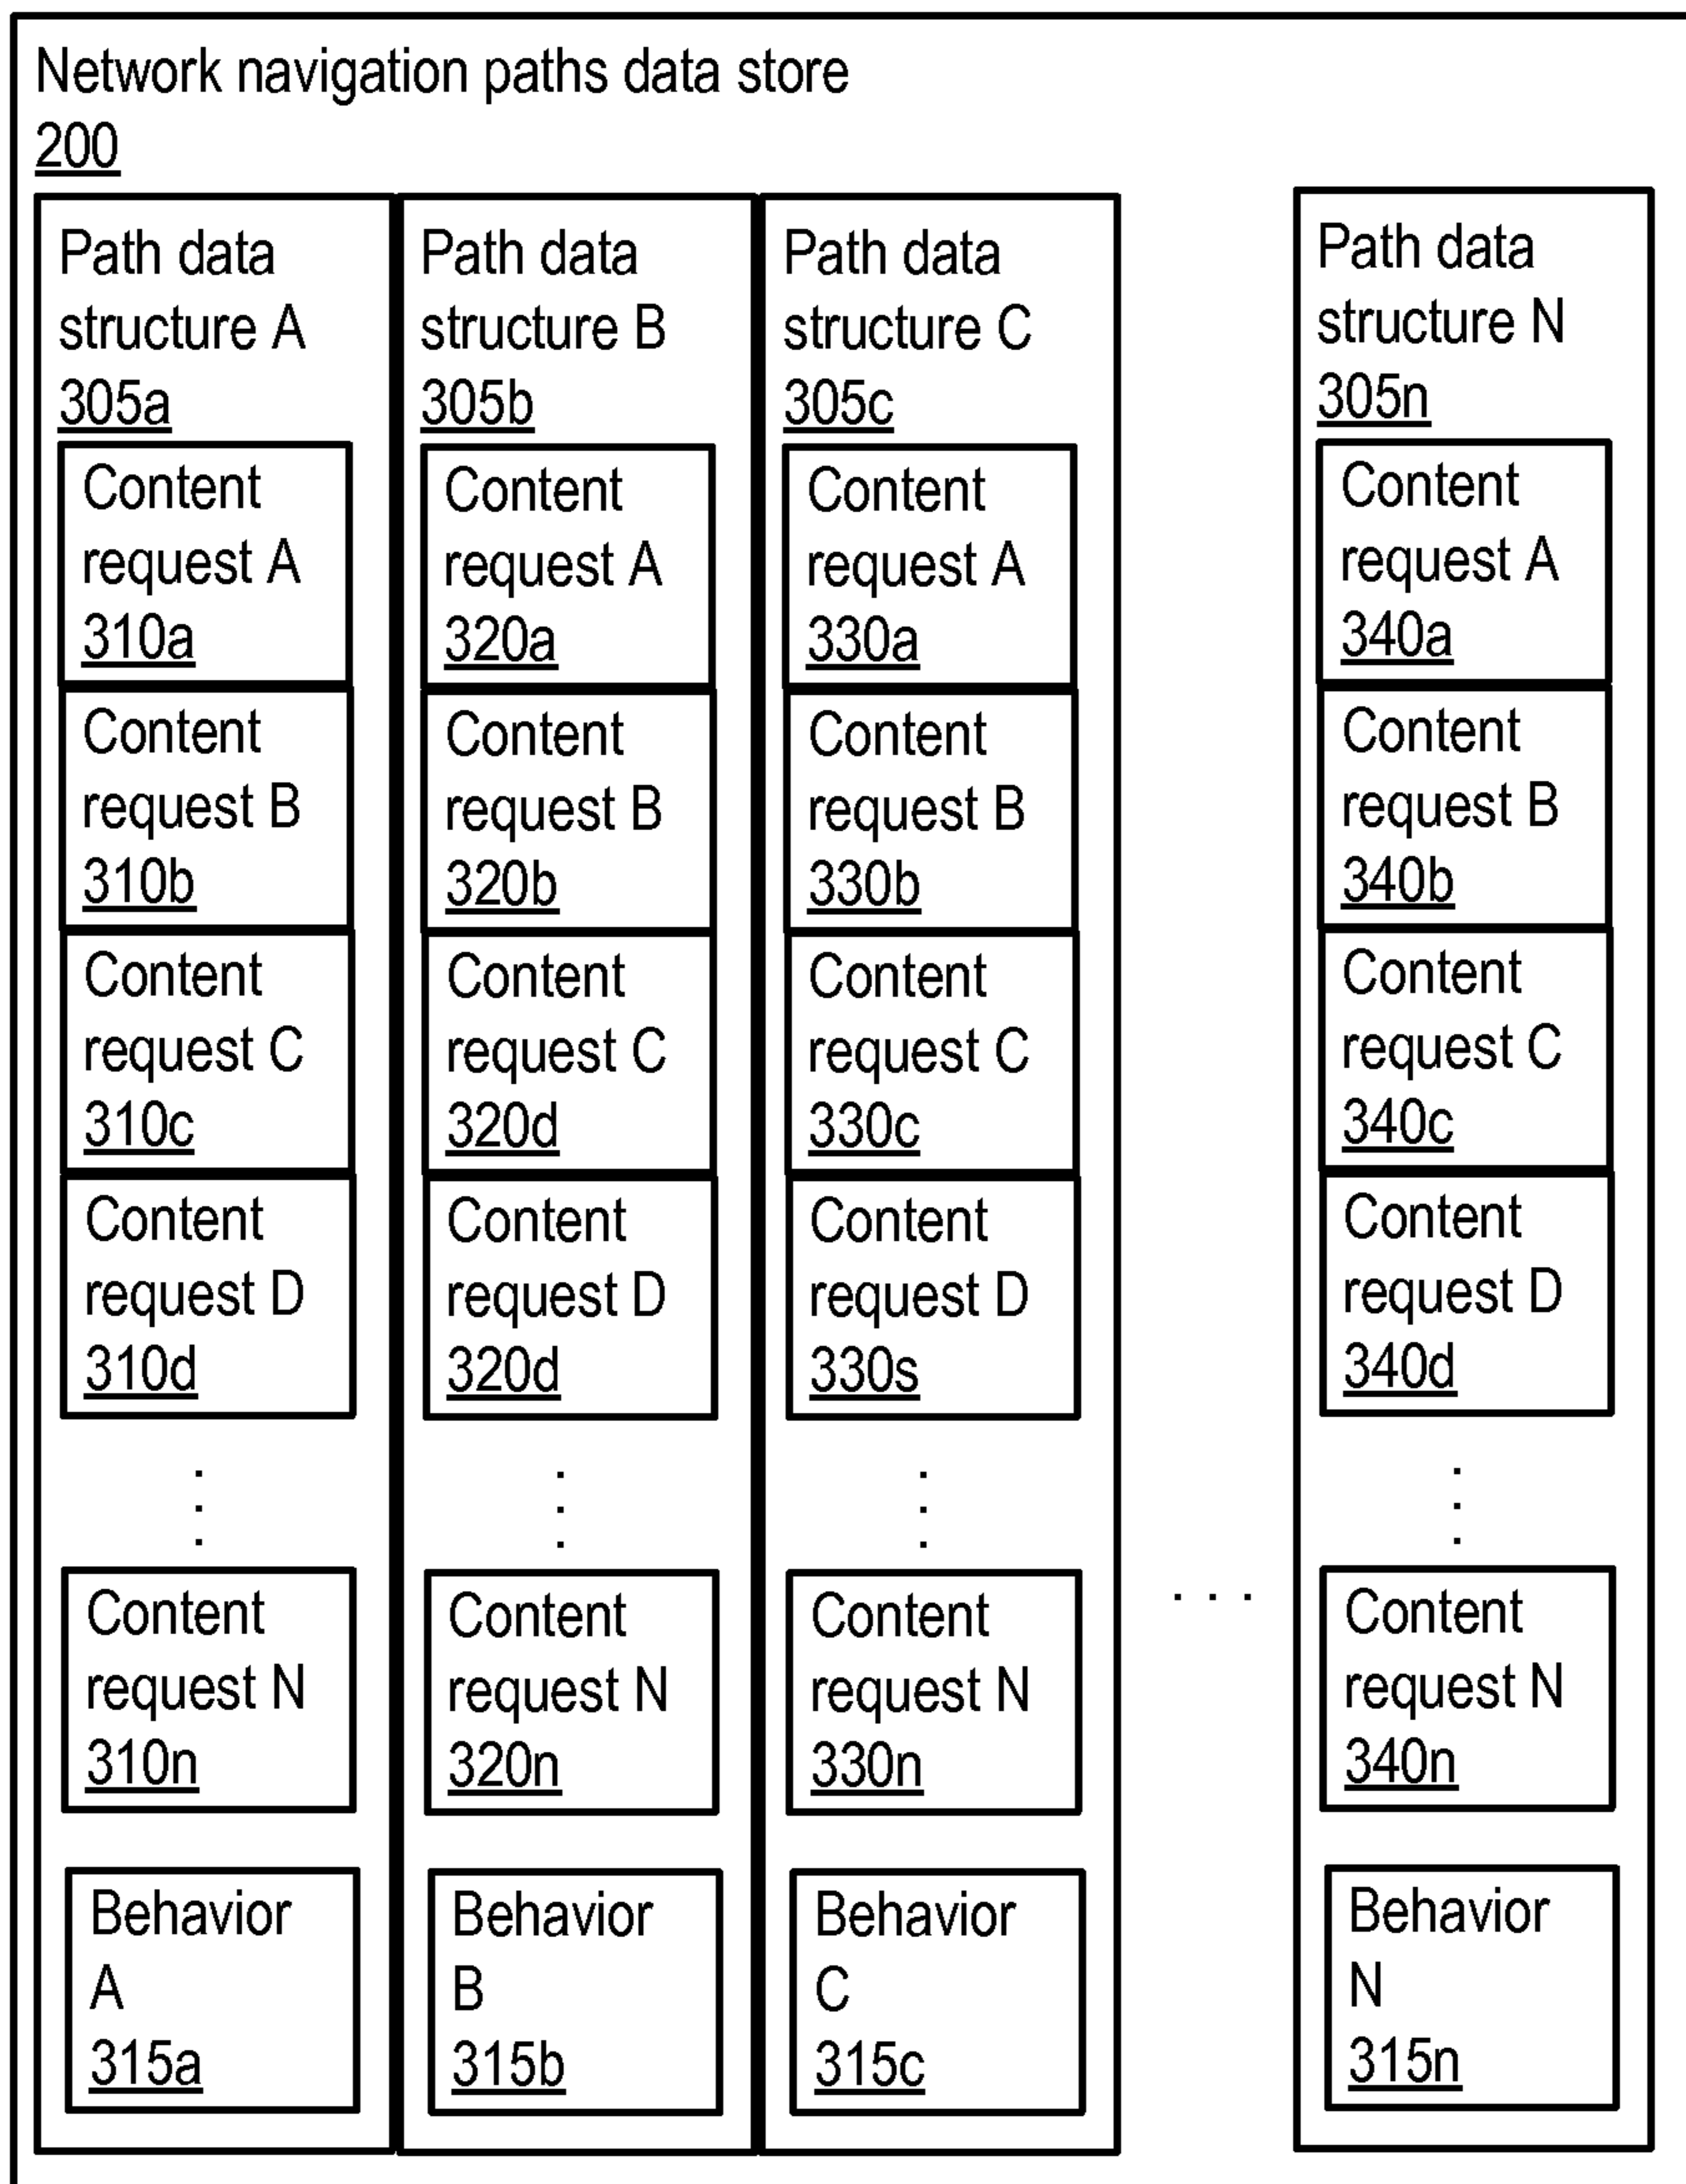 Network navigation paths data store
200
Path data
structure A
305a
Content
request A
310a
Content
request B
310b
Content
request C
310c
Content
request D
310d
Content
request N
310n
Behavior
A
315a
Path data
structure B
305b
Content
request A
320a
Content
request B
320b
Content
request C
320d
Content
request D
320d
Content
request N
320n
Behavior
B
315b
Path data
structure C
305c
Content
request A
330a
Content
request B
330b
Content
request C
330c
Content
request D
330s
Content
request N
330n
Behavior
C
315c
. . .
Path data
structure N
305n
Content
request A
340a
Content
request B
340b
Content
request C
340c
Content
request D
340d
Content
request N
340n
Behavior
N
315n